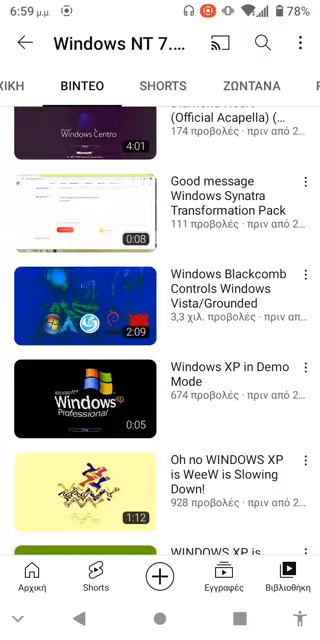 6:59 μ.μ.
78%
Windows NT 7....
ΙΚΗ
ΒΙΝΤΕΟ
SHORTS
ΖΩΝΤΑΝΑ
(Official Acapella) (...
174 προβολές · πριν από 2...
Windows Centro
Microsoft
4:01
Good message
Windows Synatra
Transformation Pack
111 προβολές · πριν από 2...
0:08
Windows Blackcomb
Controls Windows
Vista/Grounded
3,3 χιλ. προβολές · πριν απ...
2:09
Windows XP in Demo
Mode
674 προβολές · πριν από 2...
Microsoft
Windows xp
Professional
0:05
Oh no WINDOWS XP
is WeeW is Slowing
Down!
928 προβολές · πριν από 2...
1:12
WINDOWS XP is
Αρχική
Shorts
Εγγραφές
Βιβλιοθήκη